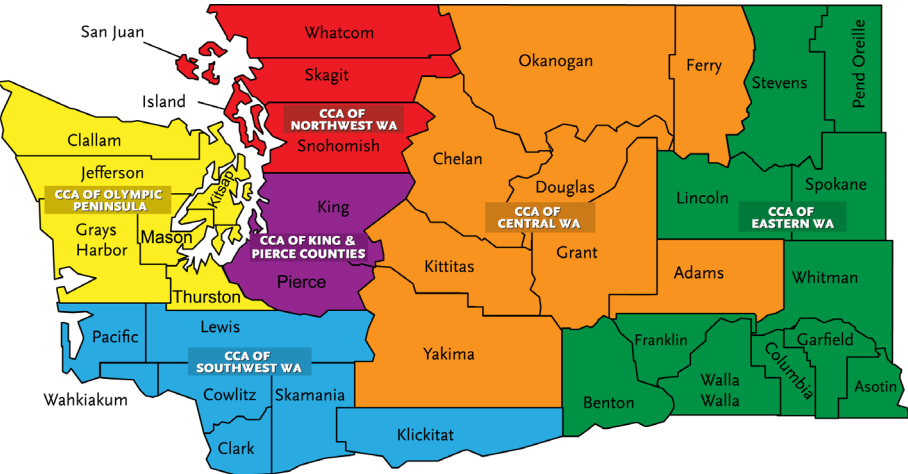 San Juan
Whatcom
Okanogan
Ferry
Stevens
Pend Oreille
Skagit
Island
CCA OF
NORTHWEST WA
Snohomish
Clallam
Chelan
Jefferson
Kitsap
Douglas
Lincoln
Spokane
CCA OF OLYMPIC
PENINSULA
King
CCA OF
CENTRAL WA
CCA OF
EASTERN WA
Grays
Harbor
Mason
CCA OF KING &
PIERCE COUNTIES
Grant
Kittitas
Adams
Whitman
Pierce
Thurston
Pacific
Lewis
Franklin
Garfield
CCA OF
SOUTHWEST WA
Yakima
Columbia
Wahkiakum
Cowlitz
Skamania
Benton
Walla
Walla
Asotin
Klickitat
Clark